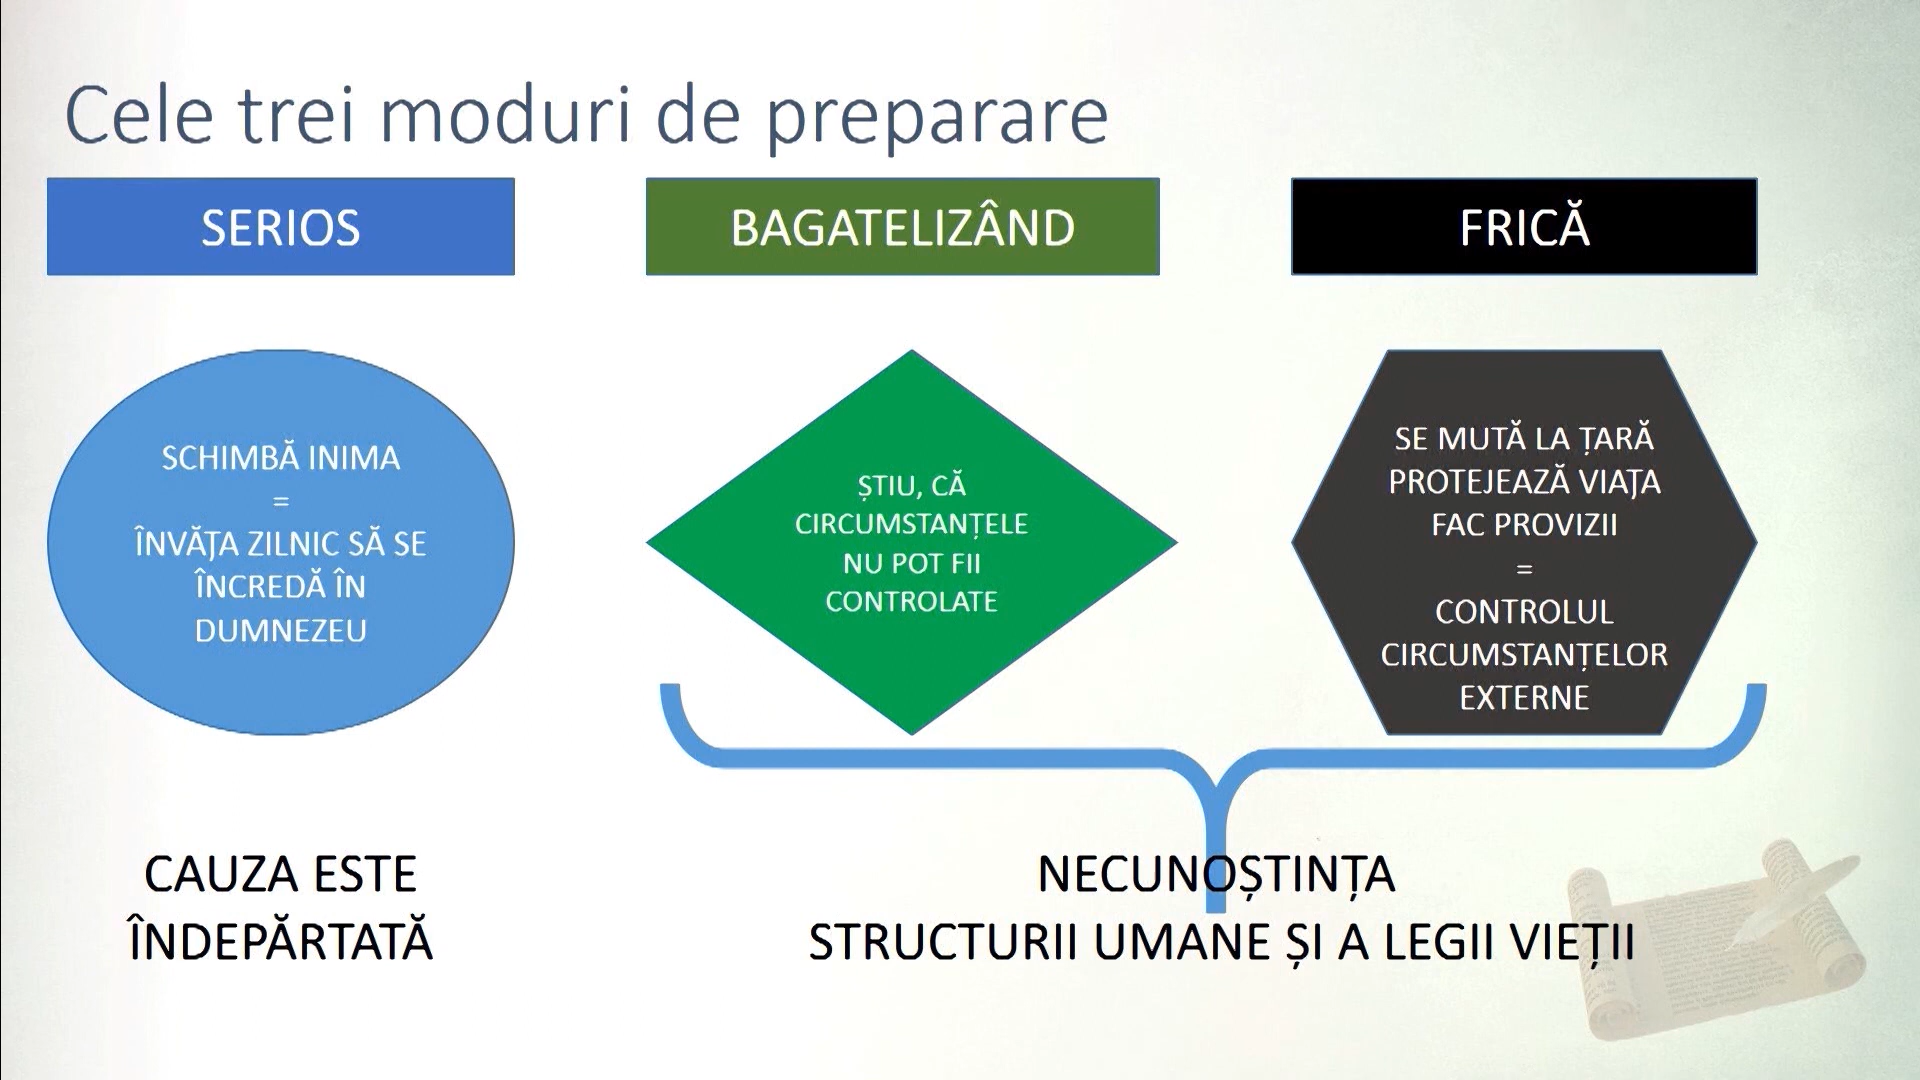 Cele trei moduri de preparare
SERIOS
BAGATELIZÂND
FRICĂ
SCHIMBĂ INIMA
=
ÎNVĂȚA ZILNIC SĂ SE
ÎNCREDĂ ÎN
DUMNEZEU
ȘTIU, CĂ
CIRCUMSTANȚELE
NU POT FII
CONTROLATE
SE MUTĂ LA ȚARĂ
PROTEJEAZĂ VIAȚA
FAC PROVIZII
=
CONTROLUL
CIRCUMSTANȚELOR
EXTERNE
CAUZA ESTE
ÎNDEPĂRTATĂ
NECUNOȘTINȚA
STRUCTURII UMANE ȘI A LEGII VIEȚII